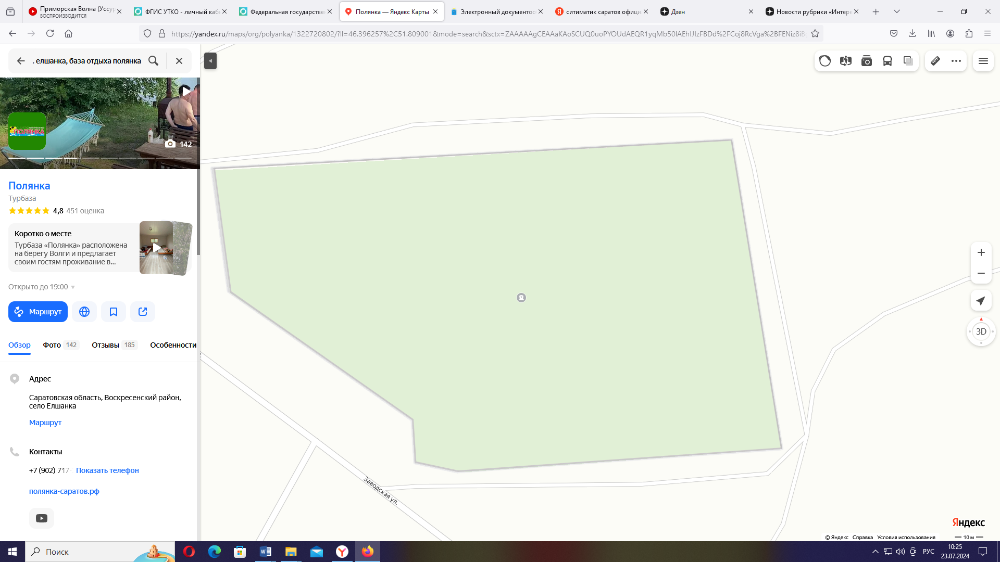 Приморская Волна (Уссур
ВОСПРОИЗВОДИТСЯ
ФГИС УТКО - личный каб
Федеральная государствен
Полянка — Яндекс Карты
Электронный документоо
ситиматик саратов офици
Дзен
Новости рубрики «Интере
https://yandex.ru/maps/org/polyanka/1322720802/?ll=46.396257%2C51.809001&mode=search&sctx=ZAAAAAgCEAAaKAoSCUQ0uoPYOUdAEQR1yqMb50lAEhIJIzFBDd%2FCoj8RcVga%2BFENiz8iB
. елшанка, база отдыха полянка
ПОЛЯНКА
142
Полянка
Турбаза
4,8 451 оценка
Коротко о месте
Турбаза «Полянка» расположена
на берегу Волги и предлагает
своим гостям проживание в...
Открыто до 19:00
Маршрут
Обзор Фото 142 Отзывы 185 Особенности
Адрес
Саратовская область, Воскресенский район,
село Елшанка
Маршрут
Контакты
+7 (902) 717- Показать телефон
полянка-саратов.рф
Заводская ул.
3D
Яндекс
© Яндекс Справка Условия использования 10 м
Поиск
РУС
10:25
23.07.2024